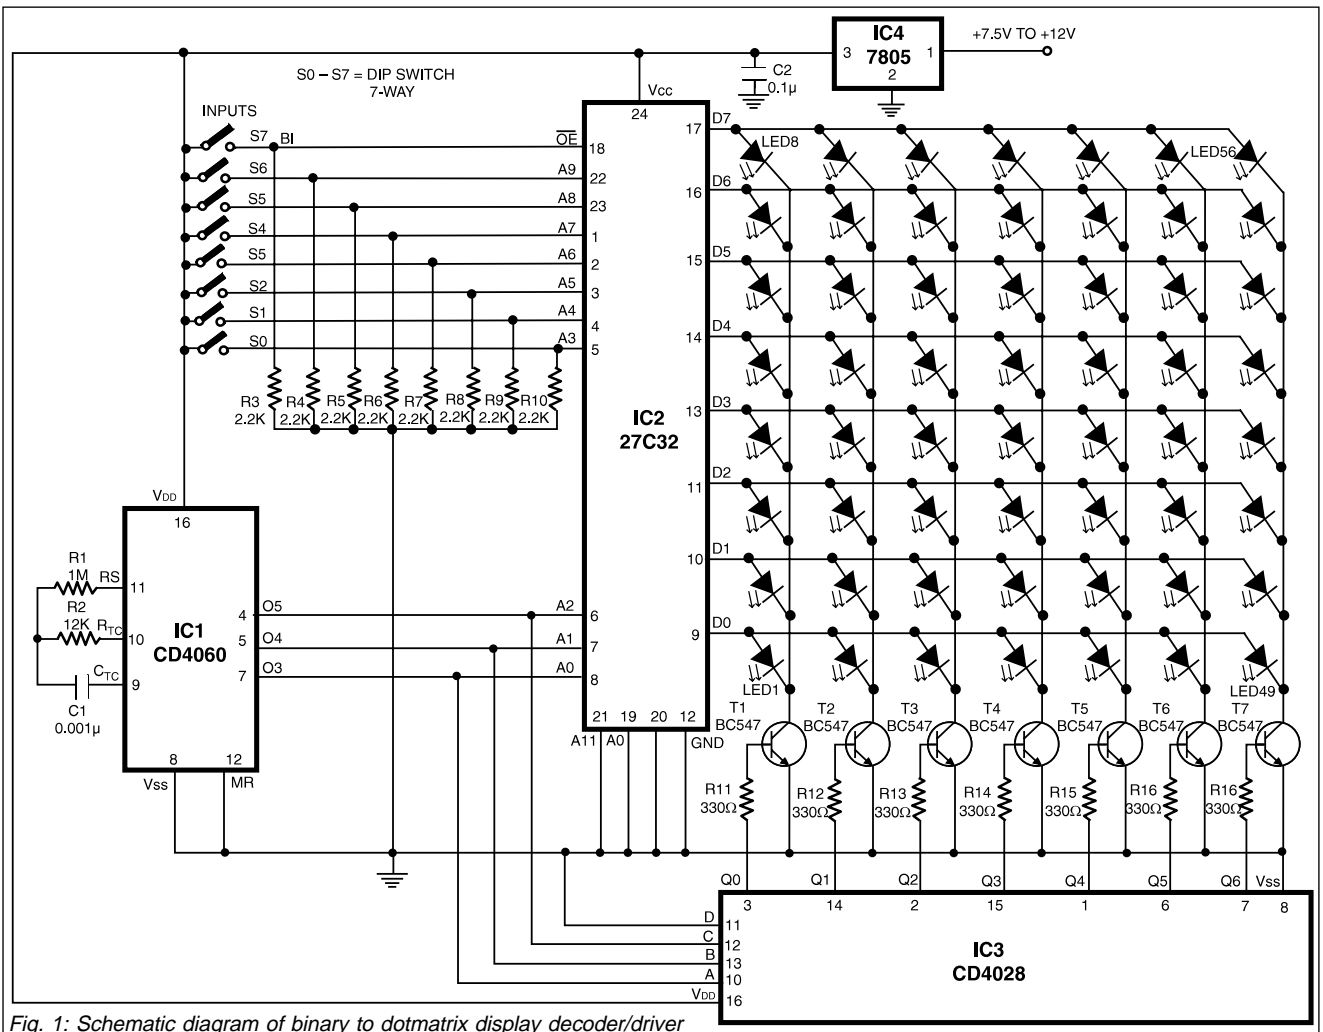 IC4
7805
3
1
2
+7.5V TO +12V
S0 – S7 = DIP SWITCH
7-WAY
C2
0.1µ
Vcc
24
INPUTS
S7 BI
OE
18
S6
A9
22
S5
A8
23
S4
A7
1
S5
A6
2
S2
A5
3
S1
A4
4
S0
A3
5
R3
2.2K
R4
2.2K
R5
2.2K
R6
2.2K
R7
2.2K
R8
2.2K
R9
2.2K
R10
2.2K
IC2
27C32
17 D7
16 D6
15 D5
14 D4
13 D3
11 D2
10 D1
9 D0
LED8
LED56
LED1
LED49
VDD
16
R1
1M
RS
11
R2
12K
RTC
10
CTC
9
C1
0.001µ
IC1
CD4060
4 O5
5 O4
7 O3
A2 6
A1 7
A0 8
8
12
Vss
MR
21
19
20
12
A11
A0
GND
T1
BC547
T2
BC547
T3
BC547
T4
BC547
T5
BC547
T6
BC547
T7
BC547
R11
330Ω
R12
330Ω
R13
330Ω
R14
330Ω
R15
330Ω
R16
330Ω
R16
330Ω
Q0
Q1
Q2
Q3
Q4
Q5
Q6
Vss
3
14
2
15
1
6
7
8
D 11
C 12
B 13
A 10
VDD 16
IC3
CD4028
Fig. 1: Schematic diagram of binary to dotmatrix display decoder/driver